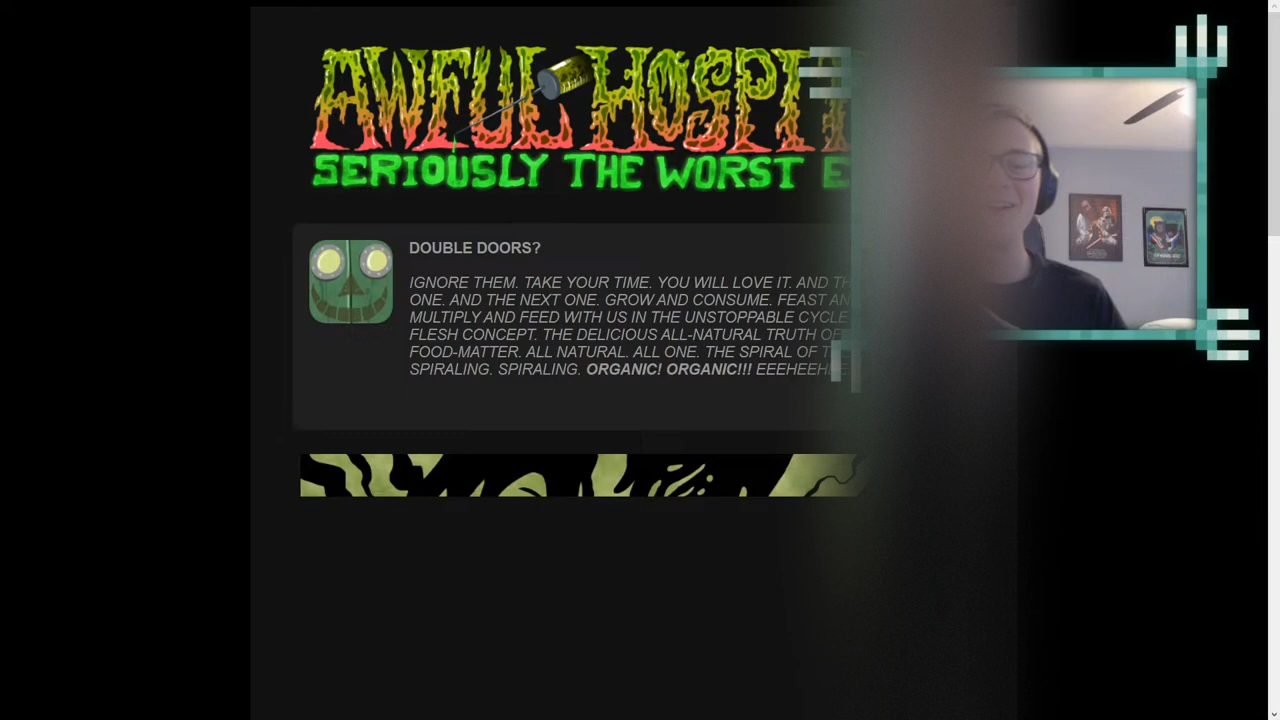 AWFUL HOSPI
SERIOUSLY THE WORST E
DOUBLE DOORS?
IGNORE THEM. TAKE YOUR TIME. YOU WILL LOVE IT. AND TH
ONE. AND THE NEXT ONE. GROW AND CONSUME. FEAST AN
MULTIPLY AND FEED WITH US IN THE UNSTOPPABLE CYCLE
FLESH CONCEPT. THE DELICIOUS ALL-NATURAL TRUTH OF
FOOD-MATTER. ALL NATURAL. ALL ONE. THE SPIRAL OF T
SPIRALING. SPIRALING. ORGANIC! ORGANIC!!! EEEHEEH